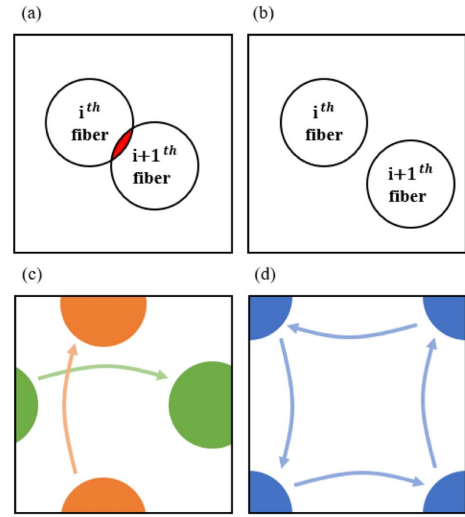 (a)
(b)
i^th
fiber
i+1^th
fiber
i^th
fiber
i+1^th
fiber
(c)
(d)